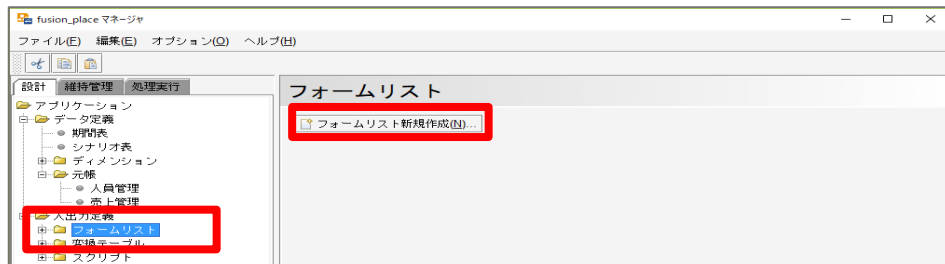 fusion_place マネージャ
ファイル(F) 編集(E) オプション(O) ヘルプ(H)
設計 維持管理 処理実行
アプリケーション
データ定義
期間表
シナリオ表
ディメンション
元帳
人員管理
売上管理
入出力定義
フォームリスト
変換テーブル
スクリプト
フォームリスト
フォームリスト新規作成(N)...